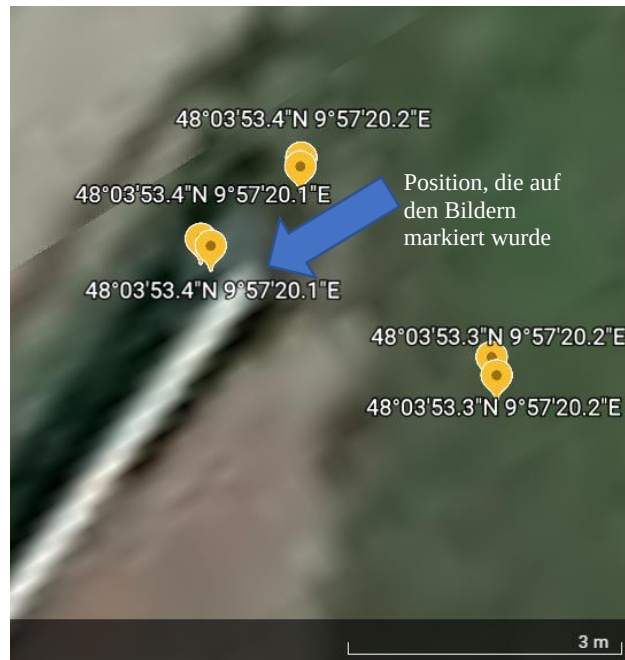 48°03'53.4"N 9°57'20.2"E
48°03'53.4"N 9°57'20.1"E
Position, die auf
den Bildern
markiert wurde
48°03'53.4"N 9°57'20.1"E
48°03'53.3"N 9°57'20.2"E
48°03'53.3"N 9°57'20.2"E
3 m